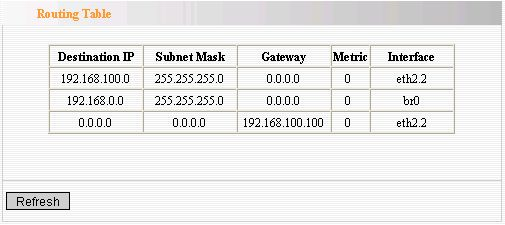 Routing Table
Destination IP Subnet Mask Gateway Metric Interface
192.168.100.0 255.255.255.0 0.0.0.0 0 eth2.2
192.168.0.0 255.255.255.0 0.0.0.0 0 br0
0.0.0.0 0.0.0.0 192.168.100.100 0 eth2.2
Refresh